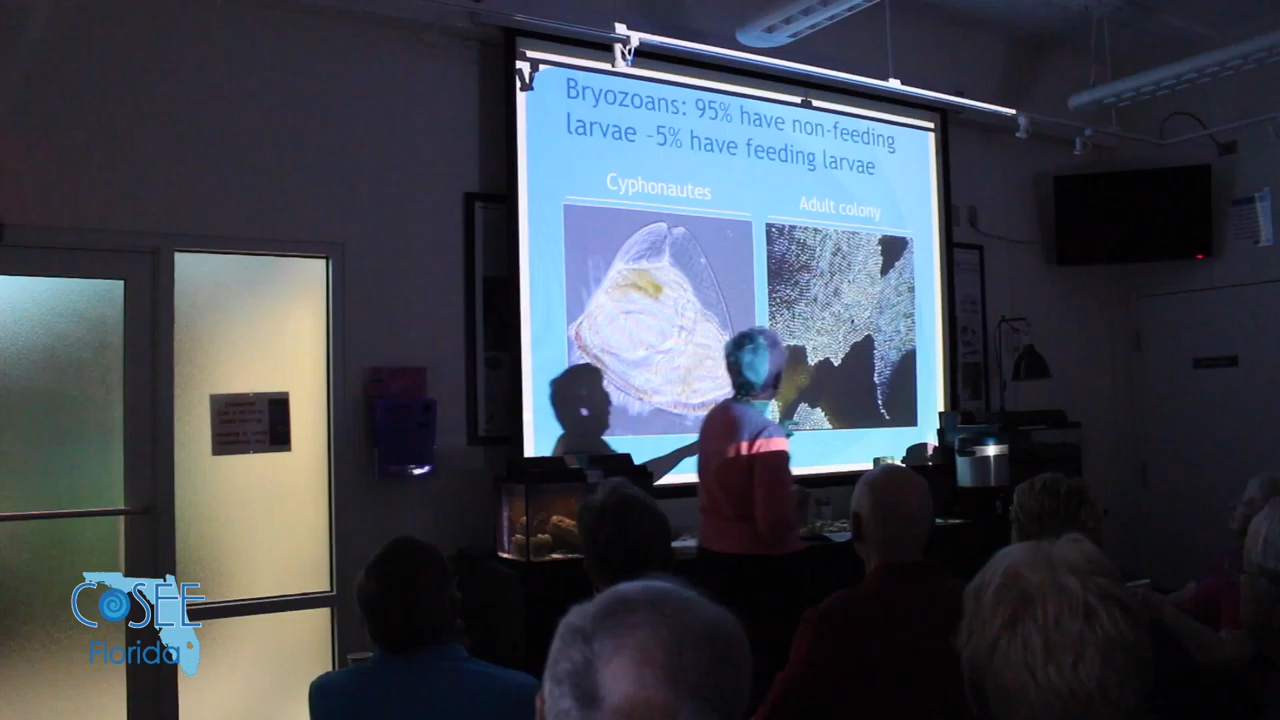 Bryozoans: 95% have non-feeding
larvae -5% have feeding larvae
Cyphonautes
Adult colony
COSEE
Florida